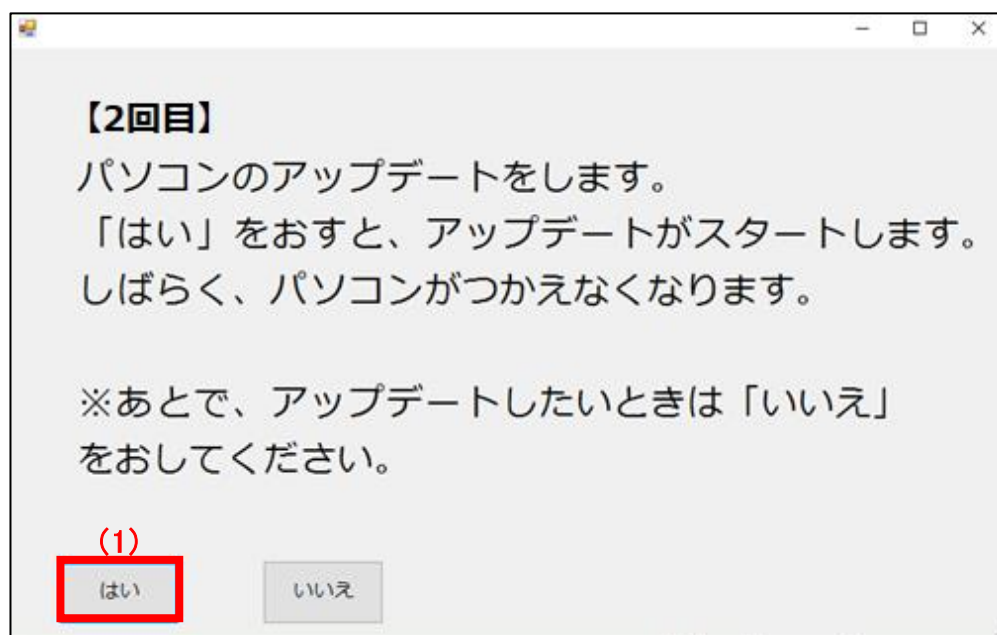 【2回目】
パソコンのアップデートをします。
「はい」をおすと、アップデートがスタートします。
しばらく、パソコンがつかえなくなります。
※あとで、アップデートしたいときは「いいえ」
をおしてください。
(1)
はい いいえ